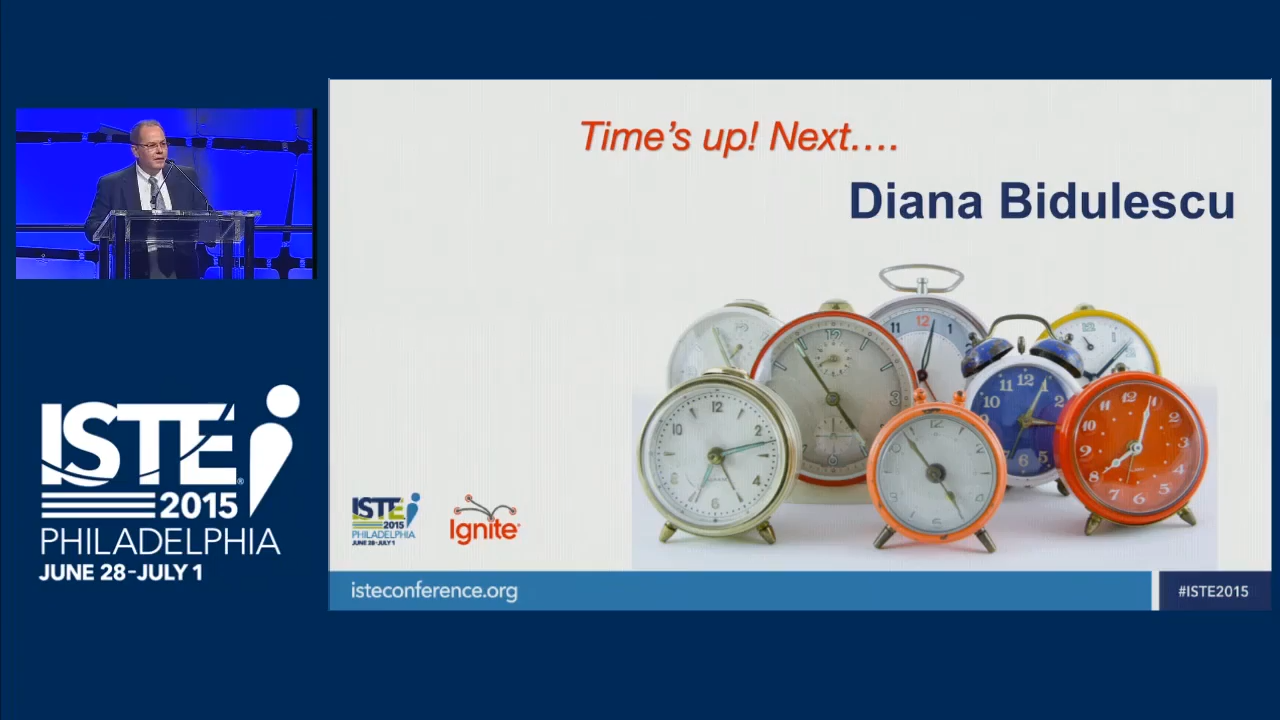 Time's up! Next....
Diana Bidulescu
ISTE®
2015
PHILADELPHIA
JUNE 28–JULY 1
ISTE
2015
PHILADELPHIA
JUNE 28–JULY 1
Ignite®
isteconference.org
#ISTE2015